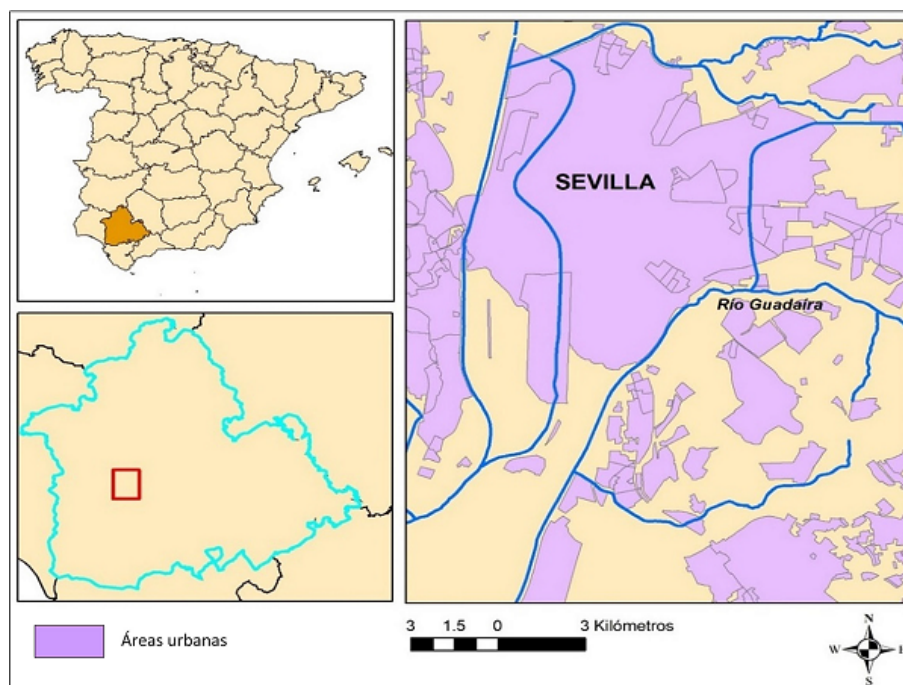 SEVILLA
Río Guadaira
Áreas urbanas
3 1.5 0 3 Kilómetros
N
W E
S